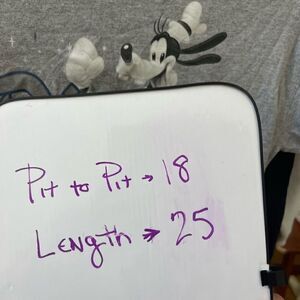 Pit to Pit → 18
Length → 25